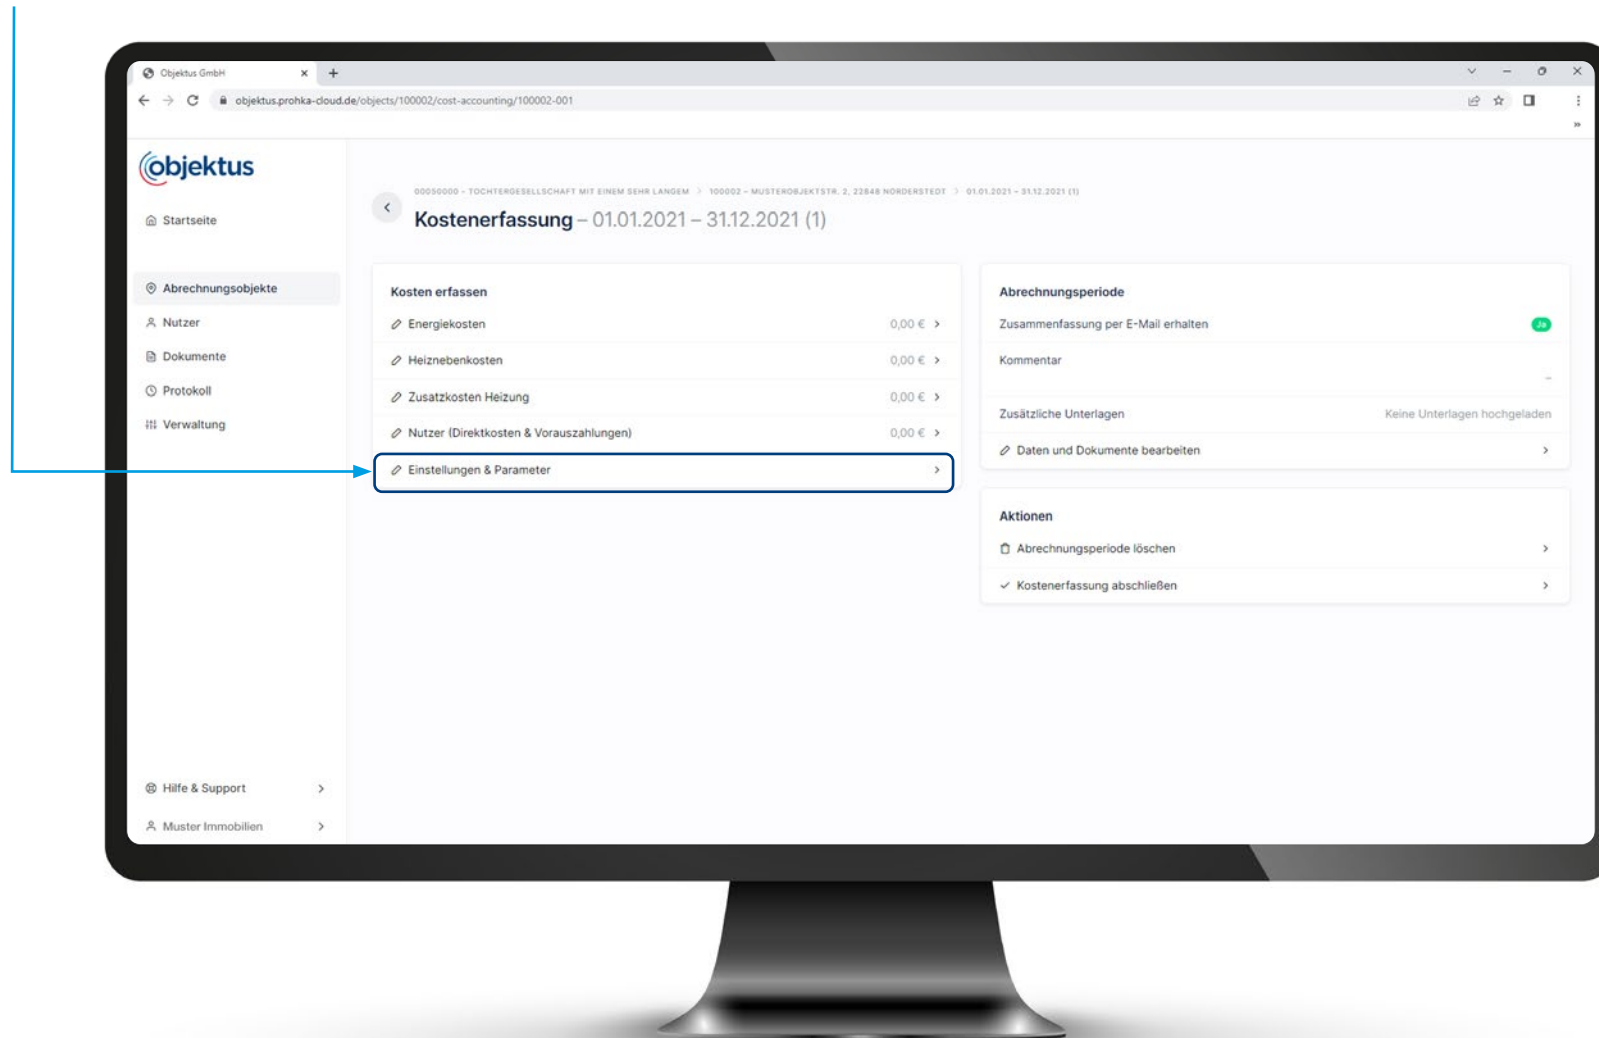 Objektus GmbH
objektus.prohka-cloud.de/objects/100002/cost-accounting/100002-001
objektus
00050000 - TOCHTERGESELLSCHAFT MIT EINEM SEHR LANGEM > 100002 – MUSTEROBJEKTSTR. 2, 22848 NORDERSTEDT > 01.01.2021 – 31.12.2021 (1)
Kostenerfassung – 01.01.2021 – 31.12.2021 (1)
Startseite
Abrechnungsobjekte
Nutzer
Dokumente
Protokoll
Verwaltung
Hilfe & Support
Muster Immobilien
Kosten erfassen
Energiekosten 0,00 €
Heiznebenkosten 0,00 €
Zusatzkosten Heizung 0,00 €
Nutzer (Direktkosten & Vorauszahlungen) 0,00 €
Einstellungen & Parameter
Abrechnungsperiode
Zusammenfassung per E-Mail erhalten Ja
Kommentar
–
Zusätzliche Unterlagen Keine Unterlagen hochgeladen
Daten und Dokumente bearbeiten
Aktionen
Abrechnungsperiode löschen
Kostenerfassung abschließen